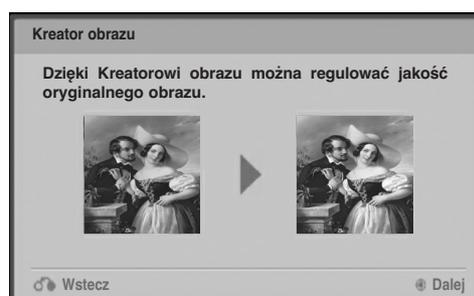 Kreator obrazu
Dzięki Kreatorowi obrazu można regulować jakość
oryginalnego obrazu.
Wstecz
Dalej